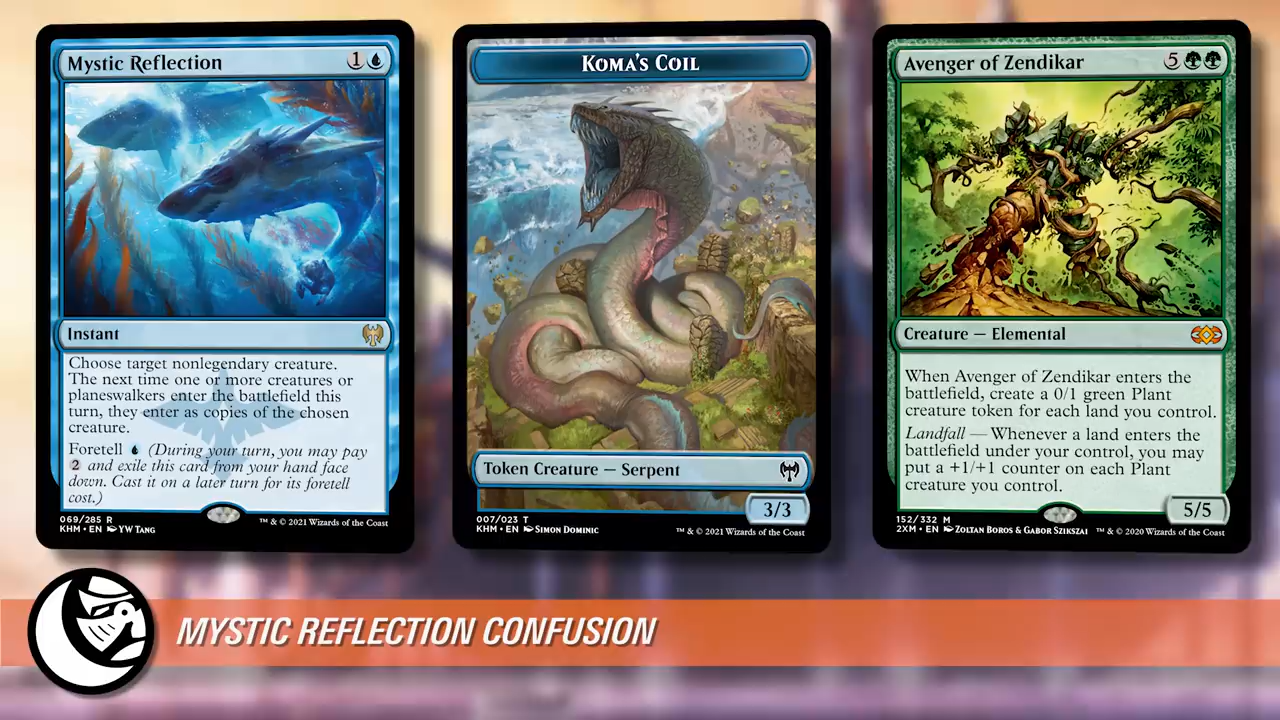 Mystic Reflection 1
Instant
Choose target nonlegendary creature.
The next time one or more creatures or
planeswalkers enter the battlefield this
turn, they enter as copies of the chosen
creature.
Foretell (During your turn, you may pay
2 and exile this card from your hand face
down. Cast it on a later turn for its foretell
cost.)
069/285 R
KHM • EN YW TANG
™ & © 2021 Wizards of the Coast
KOMA'S COIL
Token Creature — Serpent
3/3
007/023 T
KHM • EN SIMON DOMINIC
™ & © 2021 Wizards of the Coast
Avenger of Zendikar 5
Creature — Elemental
When Avenger of Zendikar enters the
battlefield, create a 0/1 green Plant
creature token for each land you control.
Landfall — Whenever a land enters the
battlefield under your control, you may
put a +1/+1 counter on each Plant
creature you control.
5/5
152/332 M
2XM • EN ZOLTAN BOROS & GABOR SZIKSZAI
™ & © 2020 Wizards of the Coast
MYSTIC REFLECTION CONFUSION